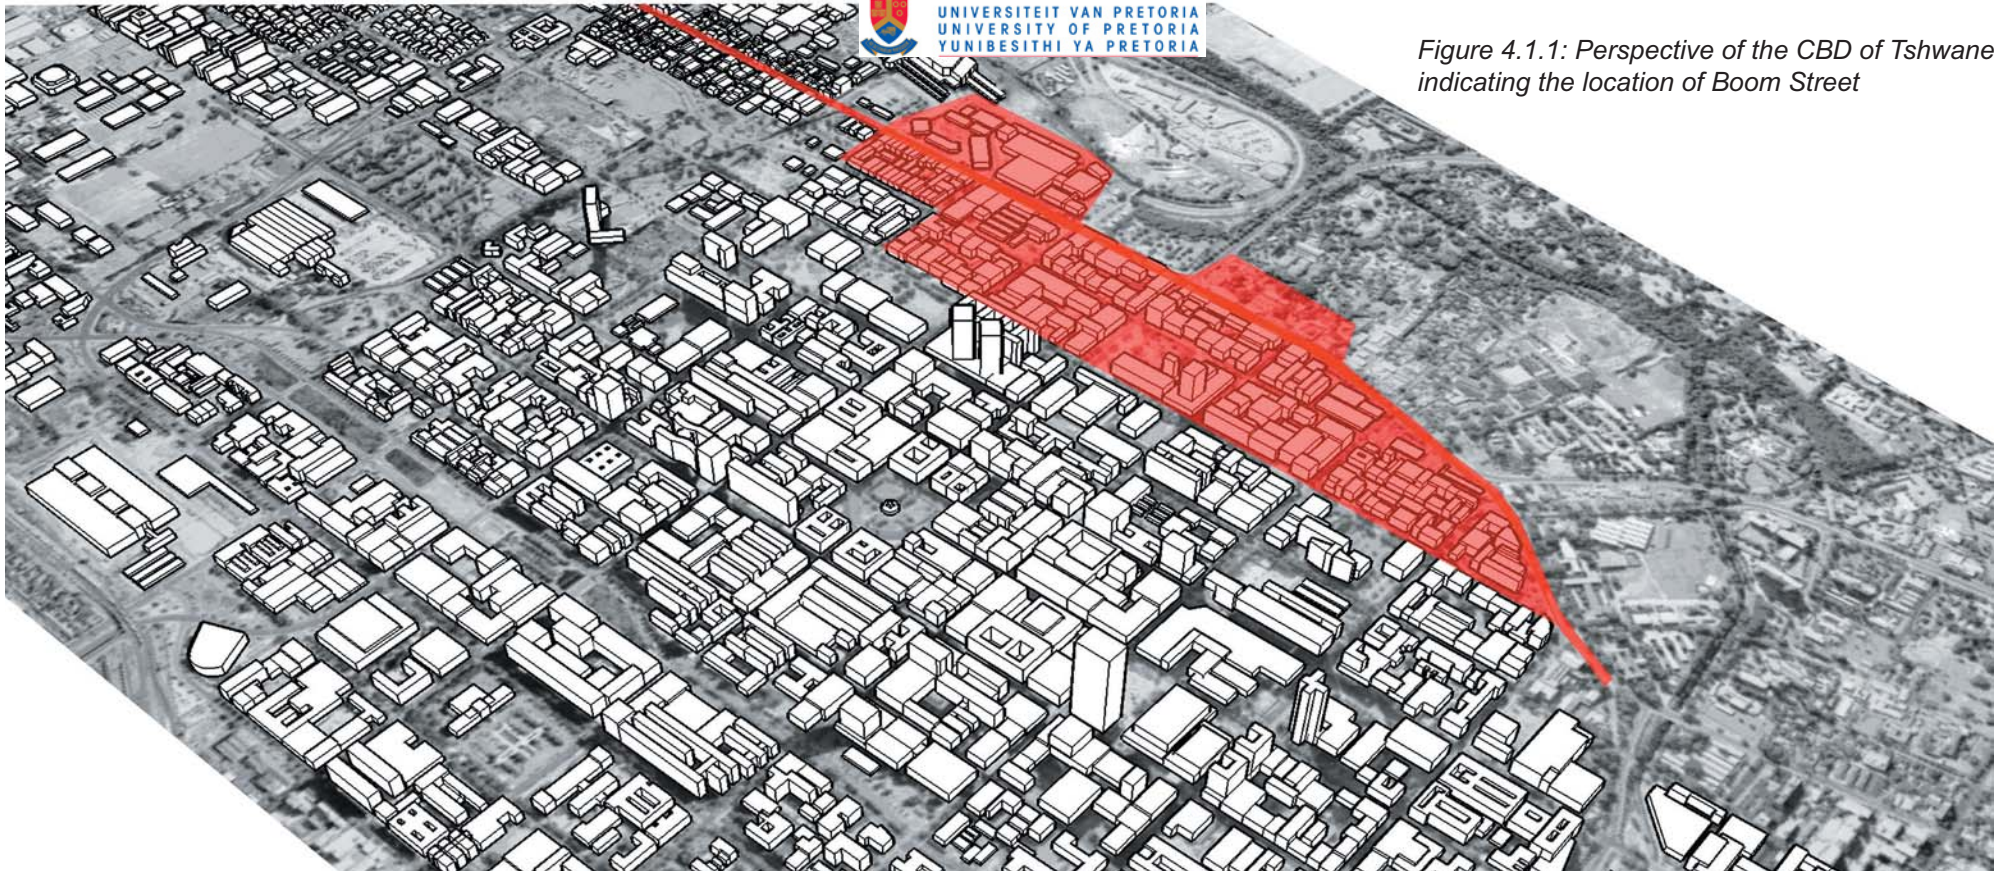 UNIVERSITEIT VAN PRETORIA
UNIVERSITY OF PRETORIA
YUNIBESITHI YA PRETORIA
Figure 4.1.1: Perspective of the CBD of Tshwane
indicating the location of Boom Street